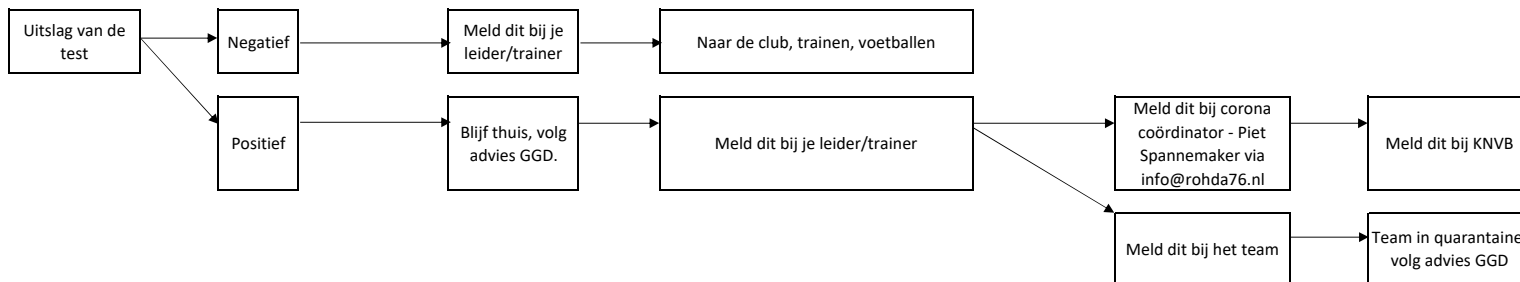 Uitslag van de
test
Negatief
Meld dit bij je
leider/trainer
Naar de club, trainen, voetballen
Positief
Blijf thuis, volg
advies GGD.
Meld dit bij je leider/trainer
Meld dit bij corona
coördinator - Piet
Spannemaker via
info@rohda76.nl
Meld dit bij KNVB
Meld dit bij het team
Team in quarantaine
volg advies GGD